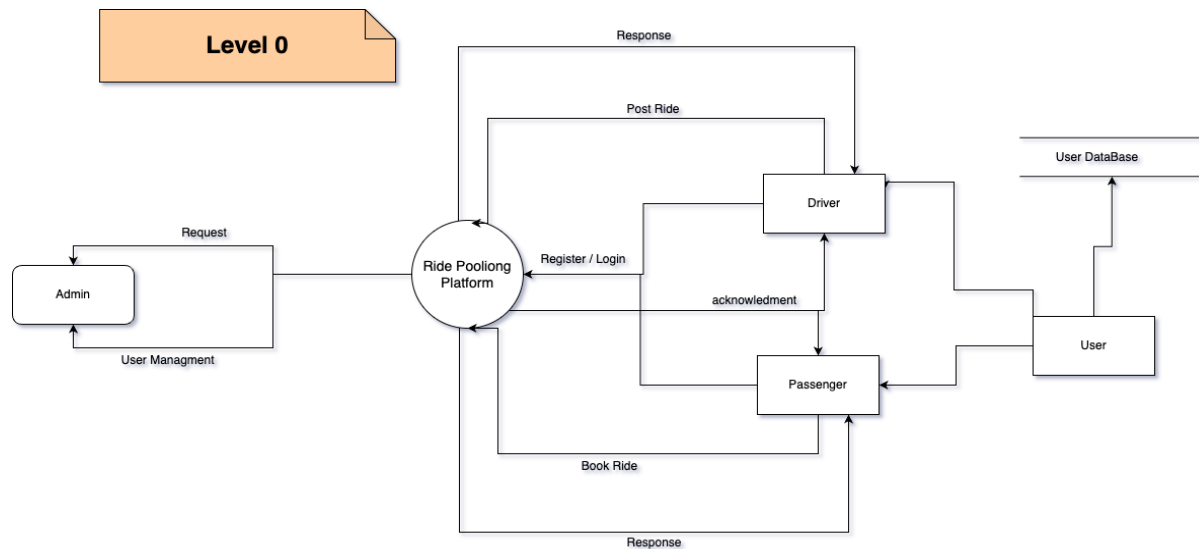 Level 0
Response
Post Ride
User DataBase
Driver
Request
Register / Login
Ride Pooliong
Platform
Admin
acknowledment
User
User Managment
Passenger
Book Ride
Response